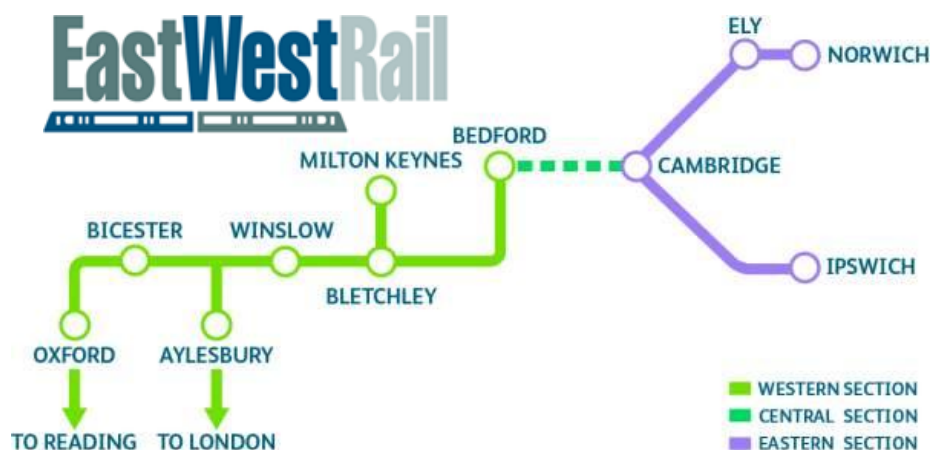 EastWestRail
ELY
NORWICH
BEDFORD
MILTON KEYNES
CAMBRIDGE
BICESTER
WINSLOW
IPSWICH
BLETCHLEY
OXFORD
AYLESBURY
WESTERN SECTION
CENTRAL SECTION
TO READING
TO LONDON
EASTERN SECTION